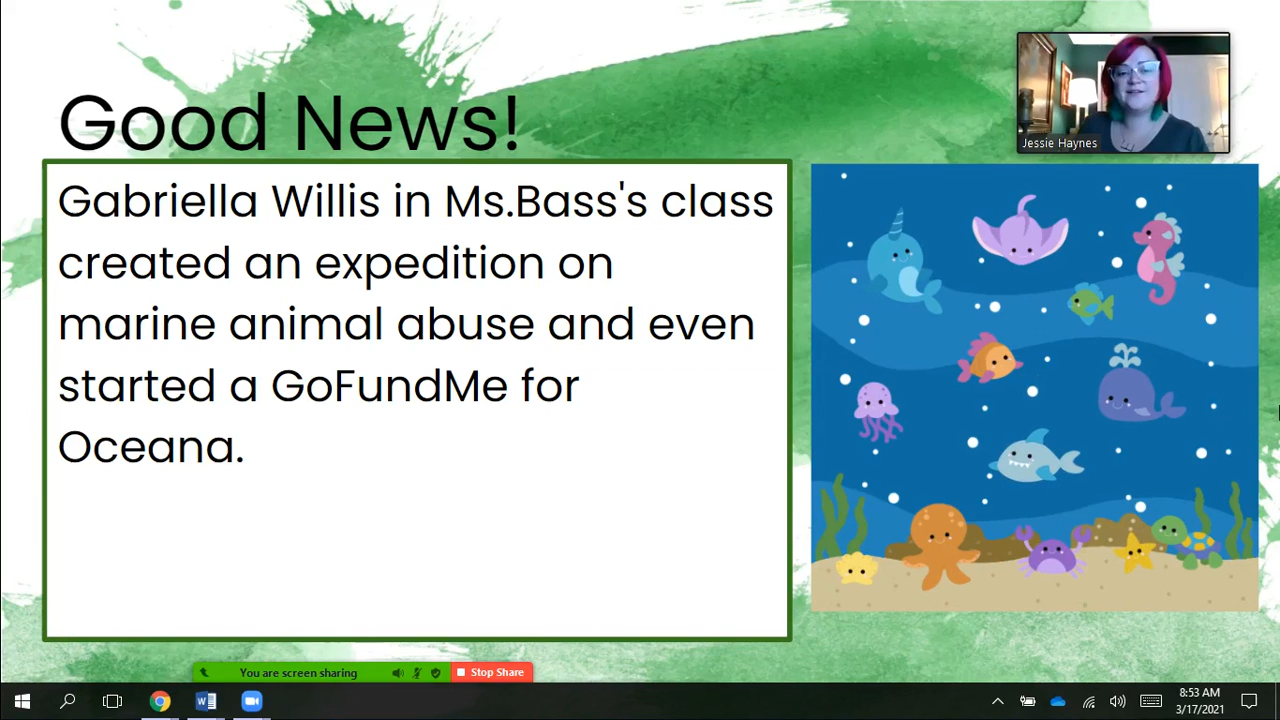 Good News!
Jessie Haynes
Gabriella Willis in Ms.Bass's class
created an expedition on
marine animal abuse and even
started a GoFundMe for
Oceana.
You are screen sharing
Stop Share
8:53 AM
3/17/2021